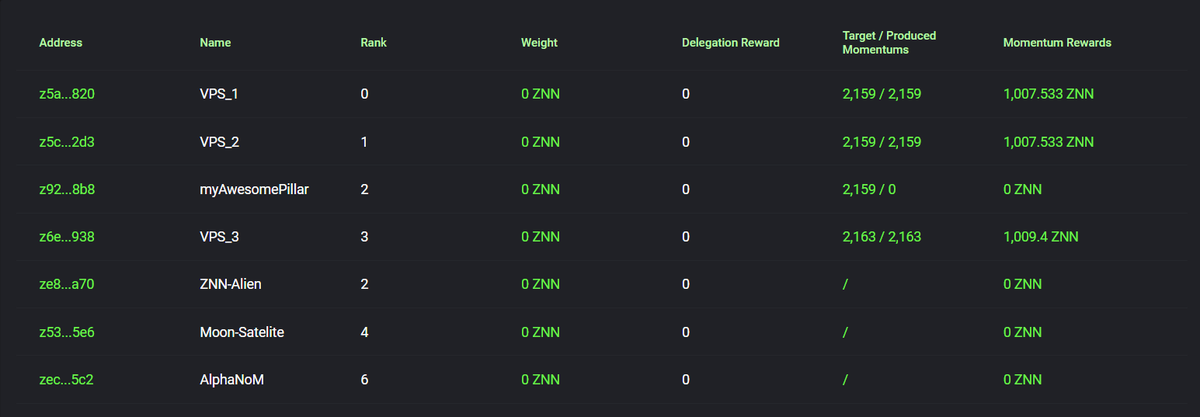 Address Name Rank Weight Delegation Reward Target / Produced Momentums Momentum Rewards
z5a...820 VPS_1 0 0 ZNN 0 2,159 / 2,159 1,007.533 ZNN
z5c...2d3 VPS_2 1 0 ZNN 0 2,159 / 2,159 1,007.533 ZNN
z92...8b8 myAwesomePillar 2 0 ZNN 0 2,159 / 0 0 ZNN
z6e...938 VPS_3 3 0 ZNN 0 2,163 / 2,163 1,009.4 ZNN
ze8...a70 ZNN-Alien 2 0 ZNN 0 / 0 ZNN
z53...5e6 Moon-Satelite 4 0 ZNN 0 / 0 ZNN
zec...5c2 AlphaNoM 6 0 ZNN 0 / 0 ZNN